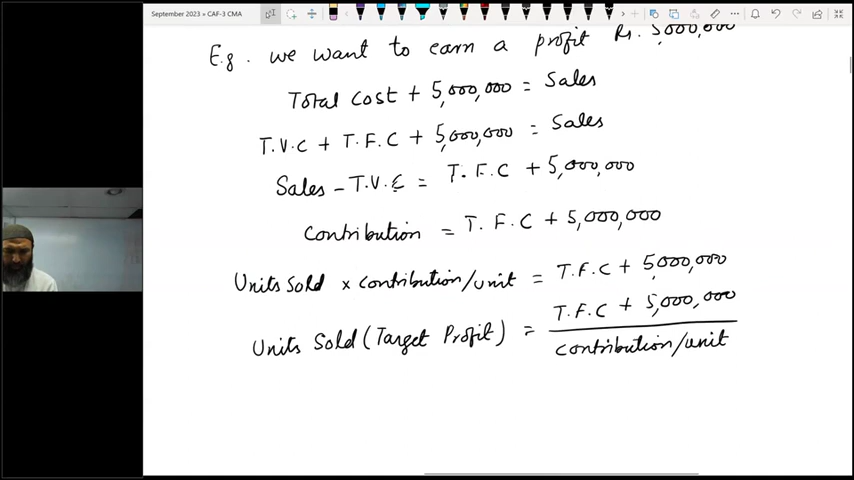 September 2023 » CAF-3 CMA
E.g. we want to earn a profit Rs. 5,000,000
Total Cost + 5,000,000 = Sales
T.V.C + T.F.C + 5,000,000 = Sales
Sales - T.V.C = T.F.C + 5,000,000
Contribution = T.F.C + 5,000,000
Units Sold x Contribution/unit = T.F.C + 5,000,000
T.F.C + 5,000,000
Units Sold (Target Profit) =
Contribution/unit